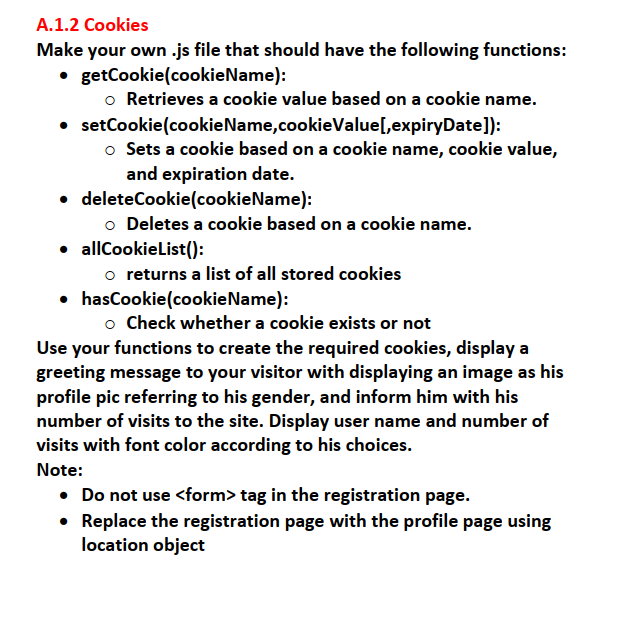 A.1.2 Cookies
Make your own .js file that should have the following functions:
• getCookie(cookieName):
o Retrieves a cookie value based on a cookie name.
• setCookie(cookieName,cookieValue[,expiryDate]):
o Sets a cookie based on a cookie name, cookie value,
and expiration date.
• deleteCookie(cookieName):
o Deletes a cookie based on a cookie name.
• allCookieList():
o returns a list of all stored cookies
• hasCookie(cookieName):
o Check whether a cookie exists or not
Use your functions to create the required cookies, display a
greeting message to your visitor with displaying an image as his
profile pic referring to his gender, and inform him with his
number of visits to the site. Display user name and number of
visits with font color according to his choices.
Note:
• Do not use <form> tag in the registration page.
• Replace the registration page with the profile page using
location object